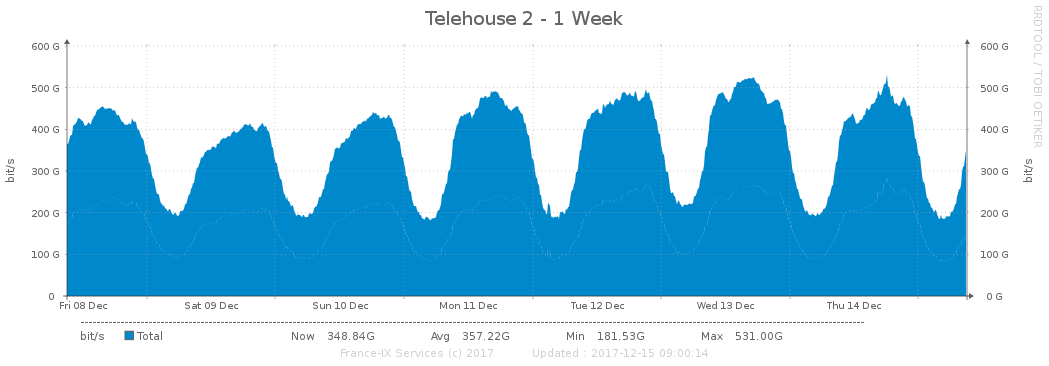 Telehouse 2 - 1 Week
RRDTOOL / TOBI OETIKER
600 G 600 G
500 G 500 G
400 G 400 G
300 G 300 G
200 G 200 G
100 G 100 G
0 0 G
bit/s bit/s
Fri 08 Dec Sat 09 Dec Sun 10 Dec Mon 11 Dec Tue 12 Dec Wed 13 Dec Thu 14 Dec
bit/s Total Now 348.84G Avg 357.22G Min 181.53G Max 531.00G
France-IX Services (c) 2017 Updated : 2017-12-15 09:00:14